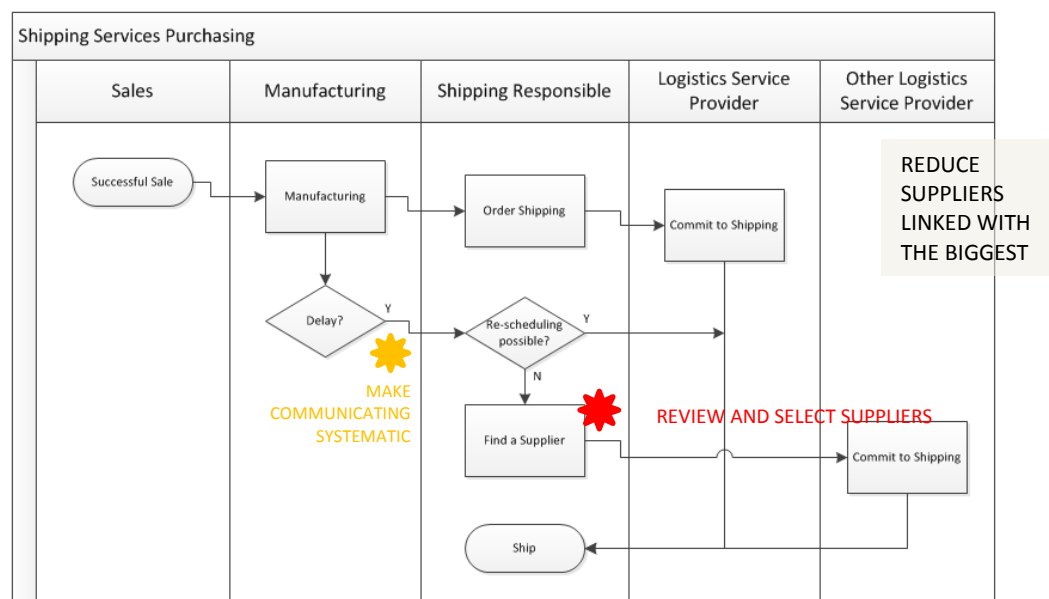 Shipping Services Purchasing
Sales
Manufacturing
Shipping Responsible
Logistics Service
Provider
Other Logistics
Service Provider
REDUCE
SUPPLIERS
LINKED WITH
THE BIGGEST
Successful Sale
Manufacturing
Order Shipping
Commit to Shipping
Delay?
Y
Re-scheduling
possible?
Y
N
MAKE
COMMUNICATING
SYSTEMATIC
REVIEW AND SELECT SUPPLIERS
Find a Supplier
Commit to Shipping
Ship